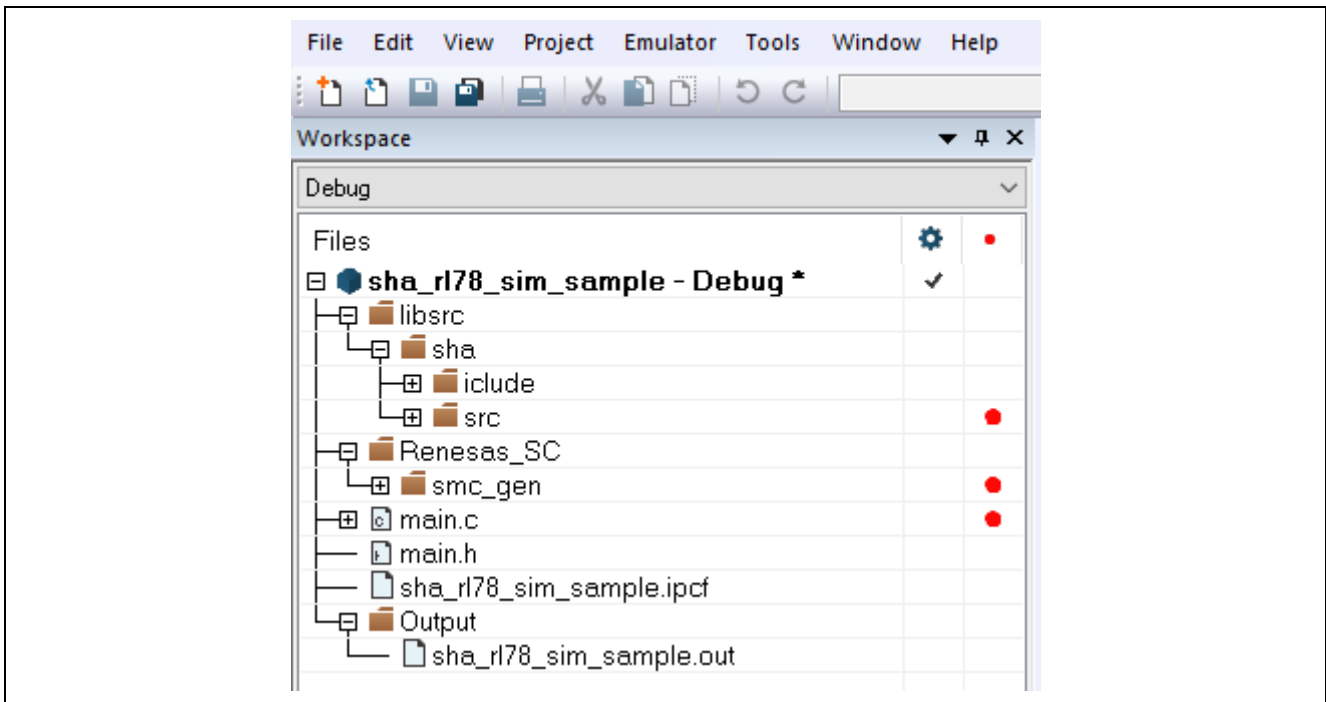 File Edit View Project Emulator Tools Window Help
Workspace
Debug
Files
sha_rl78_sim_sample - Debug *
libsrc
sha
iclude
src
Renesas_SC
smc_gen
main.c
main.h
sha_rl78_sim_sample.ipcf
Output
sha_rl78_sim_sample.out